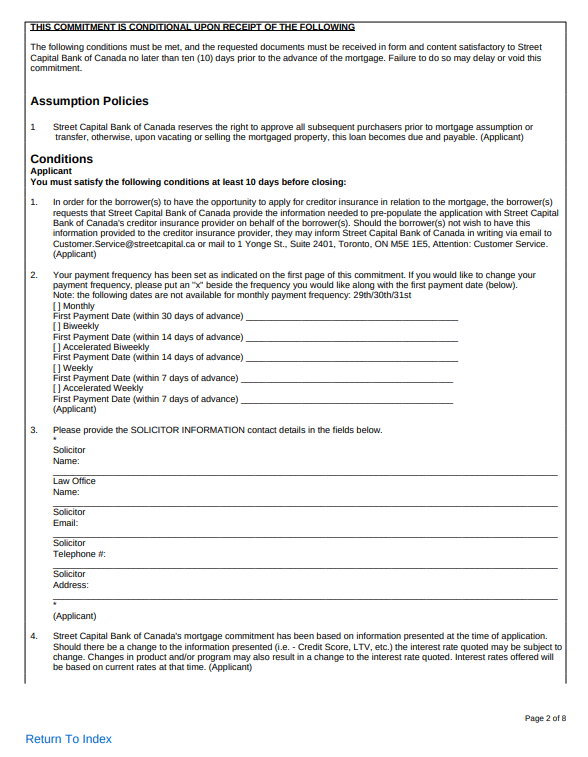 THIS COMMITMENT IS CONDITIONAL UPON RECEIPT OF THE FOLLOWING
The following conditions must be met, and the requested documents must be received in form and content satisfactory to Street
Capital Bank of Canada no later than ten (10) days prior to the advance of the mortgage. Failure to do so may delay or void this
commitment.
Assumption Policies
1 Street Capital Bank of Canada reserves the right to approve all subsequent purchasers prior to mortgage assumption or
transfer, otherwise, upon vacating or selling the mortgaged property, this loan becomes due and payable. (Applicant)
Conditions
Applicant
You must satisfy the following conditions at least 10 days before closing:
1. In order for the borrower(s) to have the opportunity to apply for creditor insurance in relation to the mortgage, the borrower(s)
requests that Street Capital Bank of Canada provide the information needed to pre-populate the application with Street Capital
Bank of Canada's creditor insurance provider on behalf of the borrower(s). Should the borrower(s) not wish to have this
information provided to the creditor insurance provider, they may inform Street Capital Bank of Canada in writing via email to
Customer.Service@streetcapital.ca or mail to 1 Yonge St., Suite 2401, Toronto, ON M5E 1E5, Attention: Customer Service.
(Applicant)
2. Your payment frequency has been set as indicated on the first page of this commitment. If you would like to change your
payment frequency, please put an "x" beside the frequency you would like along with the first payment date (below).
Note: the following dates are not available for monthly payment frequency: 29th/30th/31st
[ ] Monthly
First Payment Date (within 30 days of advance) ____________________
[ ] Biweekly
First Payment Date (within 14 days of advance) ____________________
[ ] Accelerated Biweekly
First Payment Date (within 14 days of advance) ____________________
[ ] Weekly
First Payment Date (within 7 days of advance) ____________________
[ ] Accelerated Weekly
First Payment Date (within 7 days of advance) ____________________
(Applicant)
3. Please provide the SOLICITOR INFORMATION contact details in the fields below.
*
Solicitor
Name:
____________________
Law Office
Name:
____________________
Solicitor
Email:
____________________
Solicitor
Telephone #:
____________________
Solicitor
Address:
____________________
*
(Applicant)
4. Street Capital Bank of Canada's mortgage commitment has been based on information presented at the time of application.
Should there be a change to the information presented (i.e. - Credit Score, LTV, etc.) the interest rate quoted may be subject to
change. Changes in product and/or program may also result in a change to the interest rate quoted. Interest rates offered will
be based on current rates at that time. (Applicant)
Page 2 of 8
Return To Index